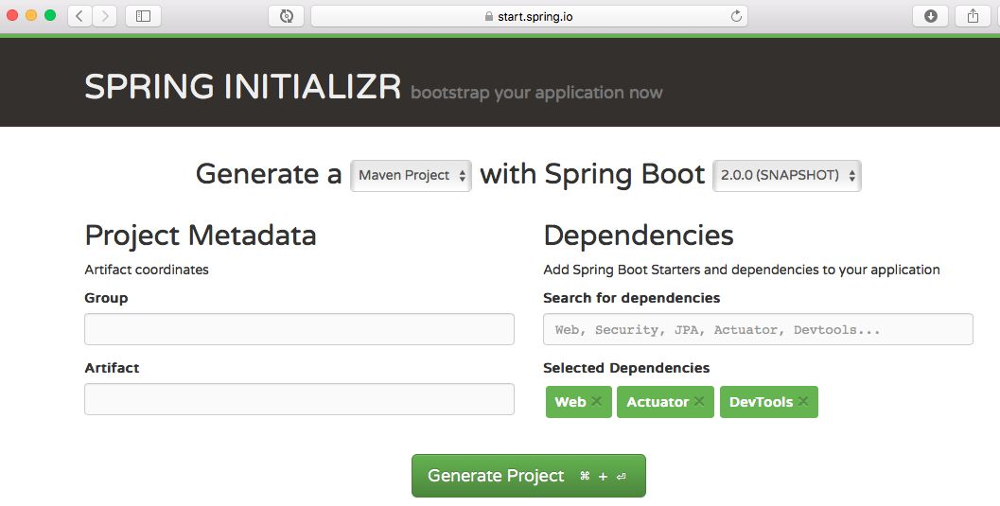 start.spring.io
SPRING INITIALIZR bootstrap your application now
Generate a Maven Project with Spring Boot 2.0.0 (SNAPSHOT)
Project Metadata
Artifact coordinates
Group
Artifact
Dependencies
Add Spring Boot Starters and dependencies to your application
Search for dependencies
Web, Security, JPA, Actuator, Devtools...
Selected Dependencies
Web ✕ Actuator ✕ DevTools ✕
Generate Project ⌘ + ⏎